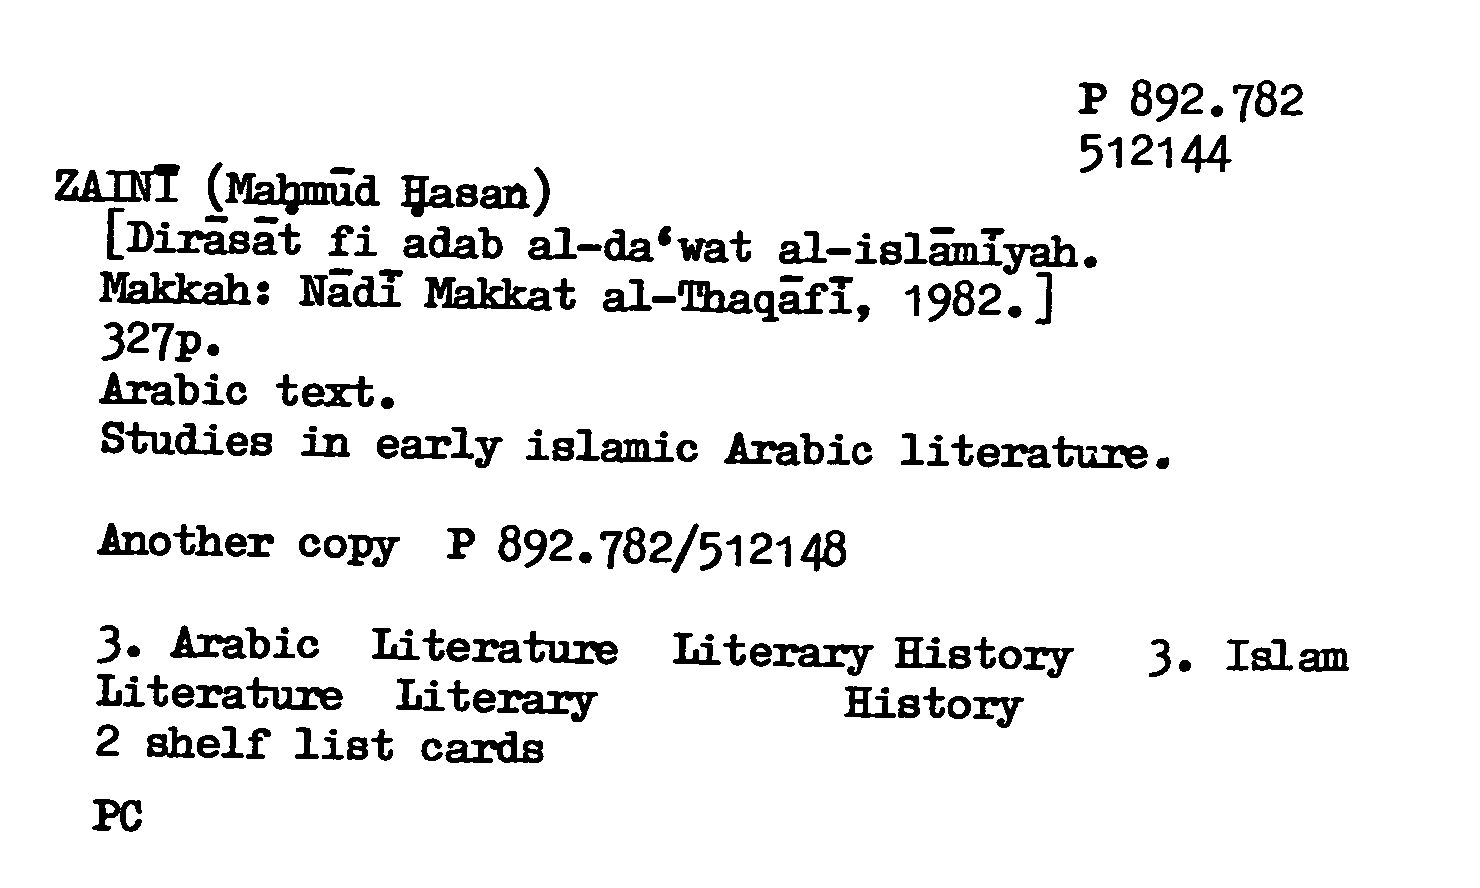 P 892.782
512144
ZAINĪ (Maḥmūd Ḥasan)
[Dirāsāt fi adab al-da‘wat al-islāmīyah.
Makkah: Nādī Makkat al-Thaqāfī, 1982.]
327p.
Arabic text.
Studies in early islamic Arabic literature.
Another copy P 892.782/512148
3. Arabic Literature Literary History 3. Islam
Literature Literary History
2 shelf list cards
PC